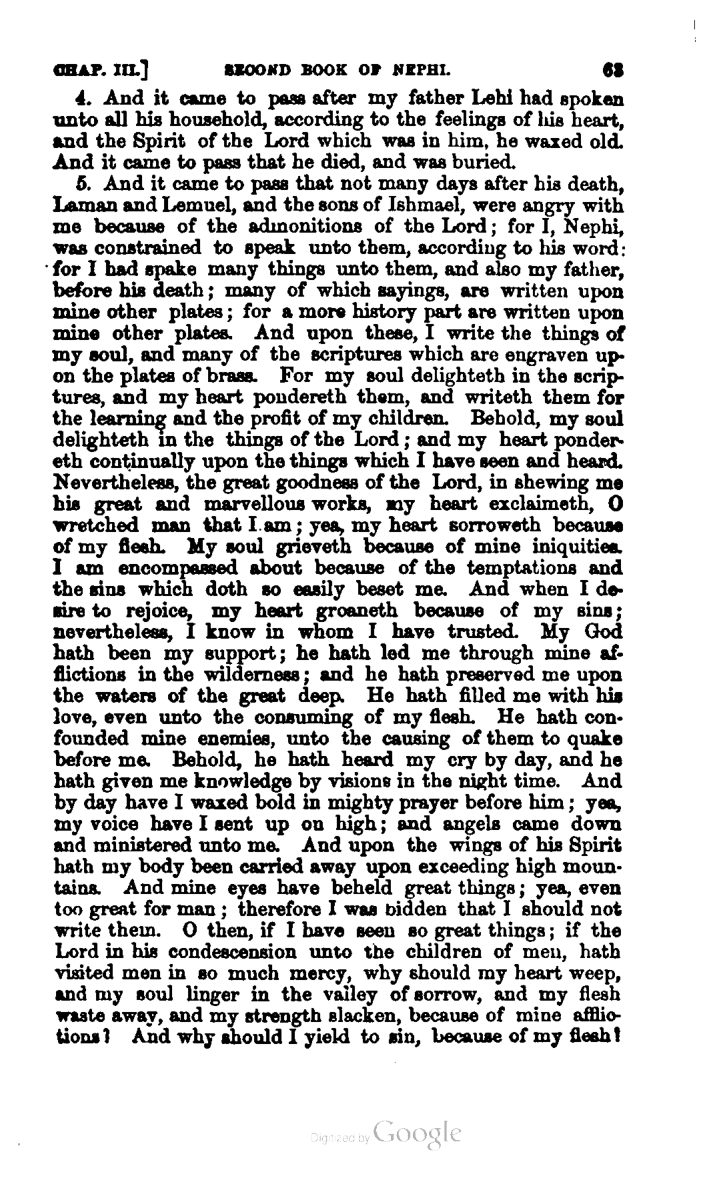 CHAP. III.] SECOND BOOK OF NEPHI. 63
4. And it came to pass after my father Lehi had spoken
unto all his household, according to the feelings of his heart,
and the Spirit of the Lord which was in him, he waxed old.
And it came to pass that he died, and was buried.
5. And it came to pass that not many days after his death,
Laman and Lemuel, and the sons of Ishmael, were angry with
me because of the admonitions of the Lord; for I, Nephi,
was constrained to speak unto them, according to his word:
for I had spake many things unto them, and also my father,
before his death; many of which sayings, are written upon
mine other plates; for a more history part are written upon
mine other plates. And upon these, I write the things of
my soul, and many of the scriptures which are engraven up-
on the plates of brass. For my soul delighteth in the scrip-
tures, and my heart pondereth them, and writeth them for
the learning and the profit of my children. Behold, my soul
delighteth in the things of the Lord; and my heart ponder-
eth continually upon the things which I have seen and heard.
Nevertheless, the great goodness of the Lord, in shewing me
his great and marvellous works, my heart exclaimeth, O
wretched man that I am; yea, my heart sorroweth because
of my flesh. My soul grieveth because of mine iniquities.
I am encompassed about because of the temptations and
the sins which doth so easily beset me. And when I de-
sire to rejoice, my heart groaneth because of my sins;
nevertheless, I know in whom I have trusted. My God
hath been my support; he hath led me through mine af-
flictions in the wilderness; and he hath preserved me upon
the waters of the great deep. He hath filled me with his
love, even unto the consuming of my flesh. He hath con-
founded mine enemies, unto the causing of them to quake
before me. Behold, he hath heard my cry by day, and he
hath given me knowledge by visions in the night time. And
by day have I waxed bold in mighty prayer before him; yea,
my voice have I sent up on high; and angels came down
and ministered unto me. And upon the wings of his Spirit
hath my body been carried away upon exceeding high moun-
tains. And mine eyes have beheld great things; yea, even
too great for man; therefore I was bidden that I should not
write them. O then, if I have seen so great things; if the
Lord in his condescension unto the children of men, hath
visited men in so much mercy, why should my heart weep,
and my soul linger in the valley of sorrow, and my flesh
waste away, and my strength slacken, because of mine afflic-
tions? And why should I yield to sin, because of my flesh?
Digitized by Google